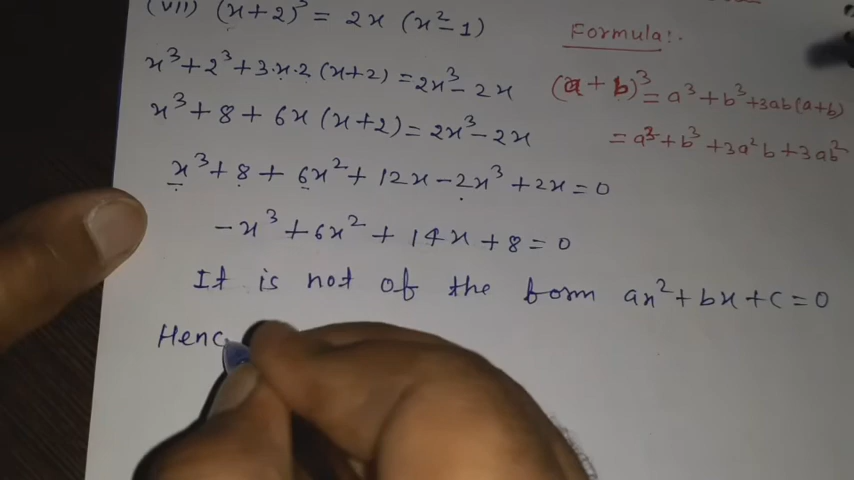 (vii) (x+2)³ = 2x (x²-1)
Formula:.
x³ + 2³ + 3·x·2 (x+2) = 2x³ - 2x
(a + b)³ = a³ + b³ + 3ab(a+b)
x³ + 8 + 6x (x+2) = 2x³ - 2x
= a³ + b³ + 3a²b + 3ab²
x³ + 8 + 6x² + 12x - 2x³ + 2x = 0
-x³ + 6x² + 14x + 8 = 0
It is not of the form ax² + bx + c = 0
Henc